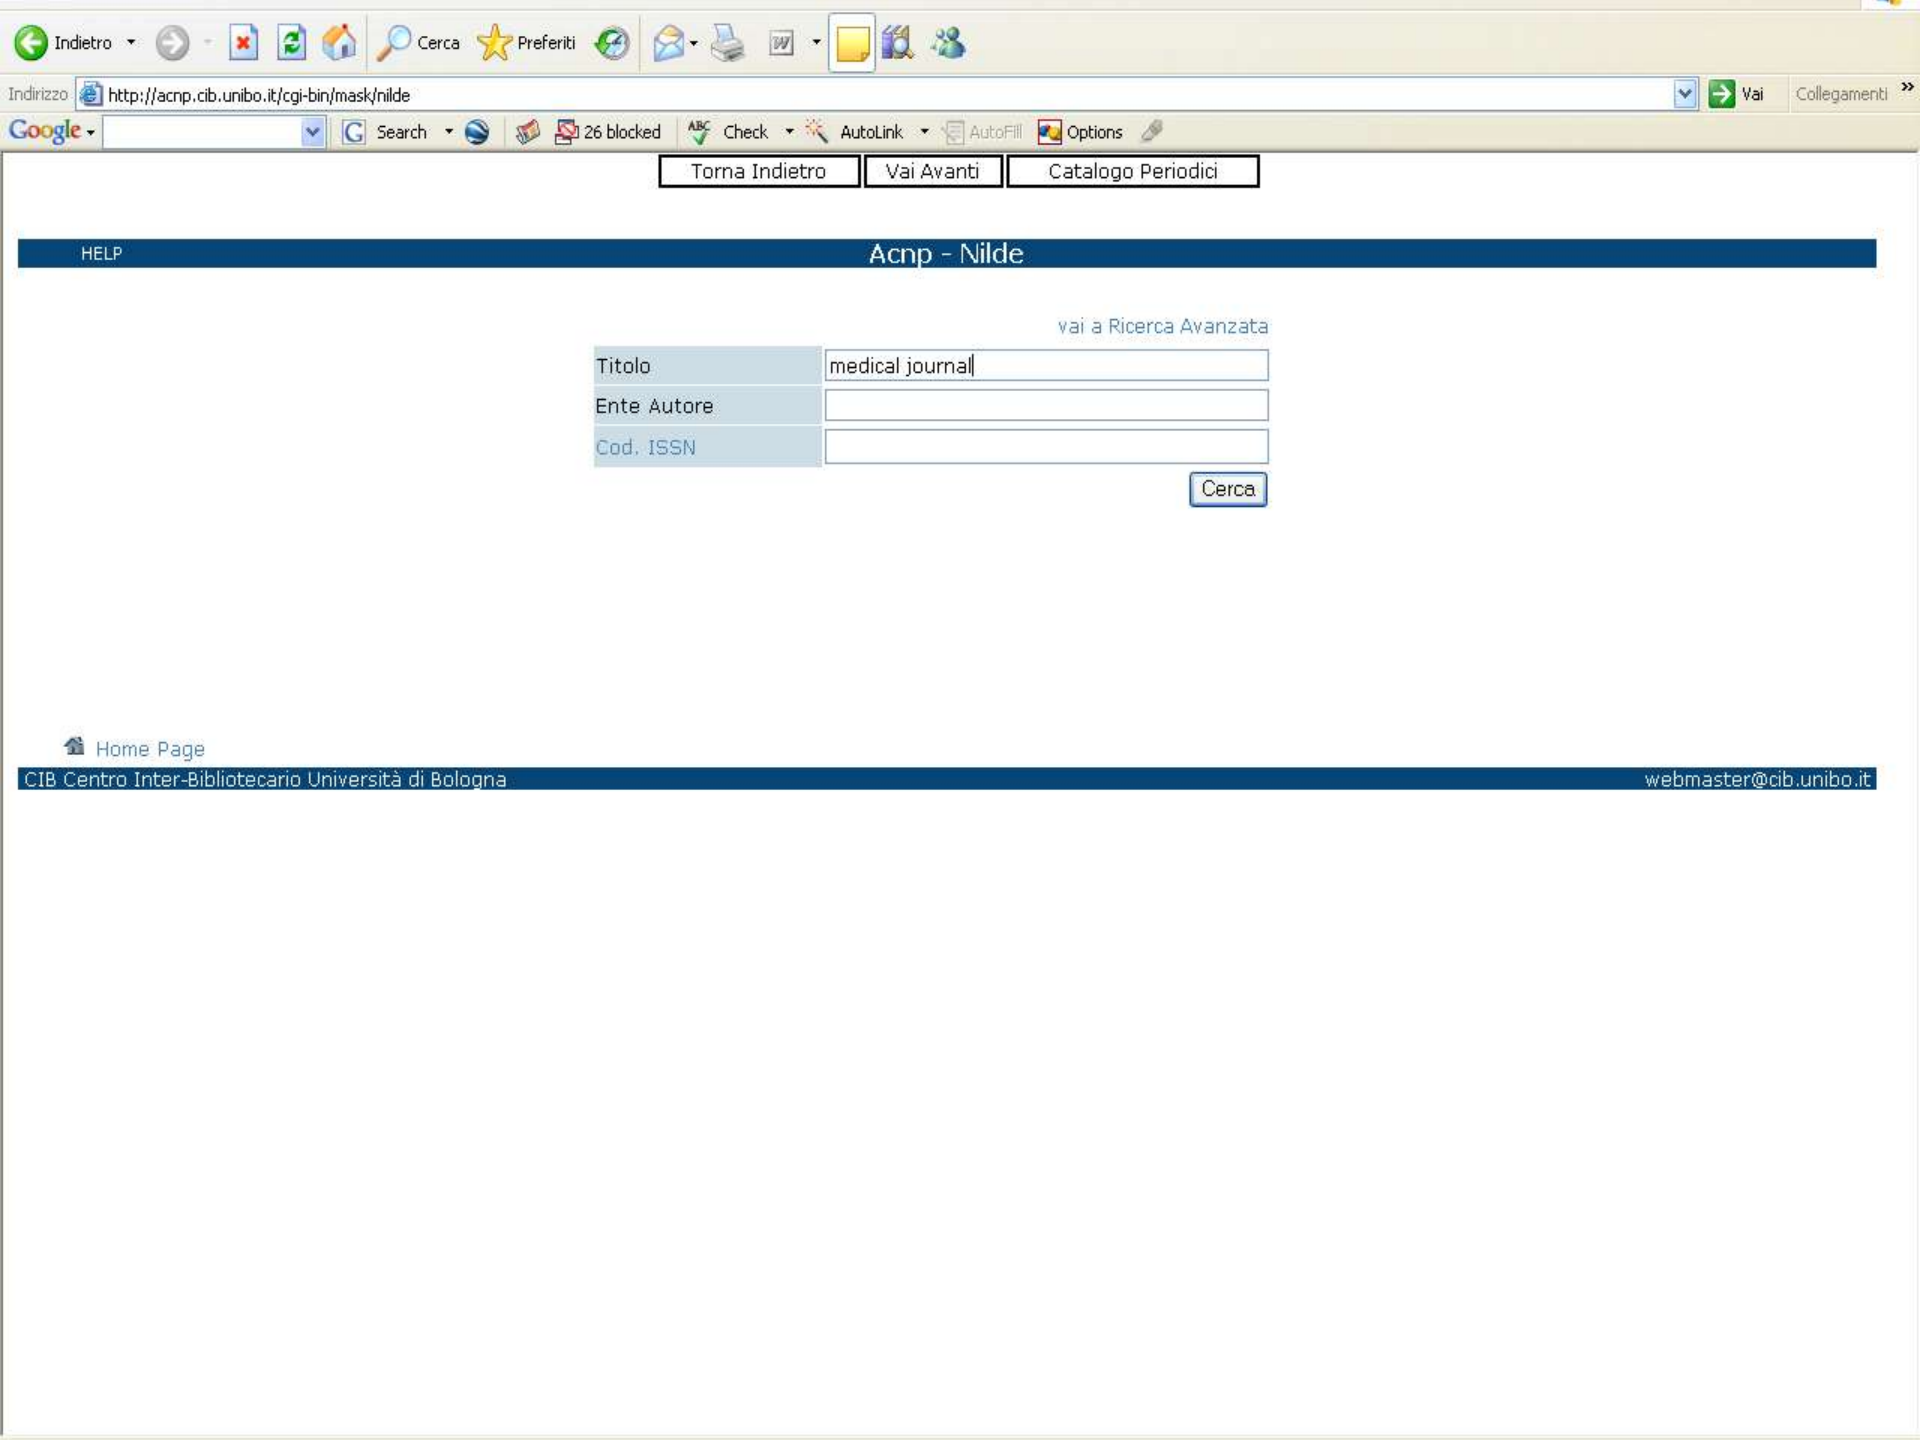 Indietro Cerca Preferiti
Indirizzo http://acnp.cib.unibo.it/cgi-bin/mask/nilde Vai Collegamenti »
Google Search 26 blocked ABC Check AutoLink AutoFill Options
Torna Indietro Vai Avanti Catalogo Periodici
HELP Acnp - Nilde
vai a Ricerca Avanzata
Titolo medical journal
Ente Autore
Cod. ISSN
Cerca
Home Page
CIB Centro Inter-Bibliotecario Università di Bologna webmaster@cib.unibo.it